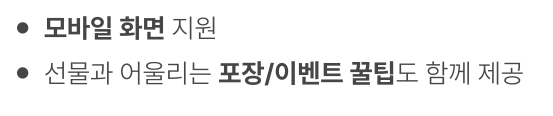 • 모바일 화면 지원
• 선물과 어울리는 포장/이벤트 꿀팁도 함께 제공